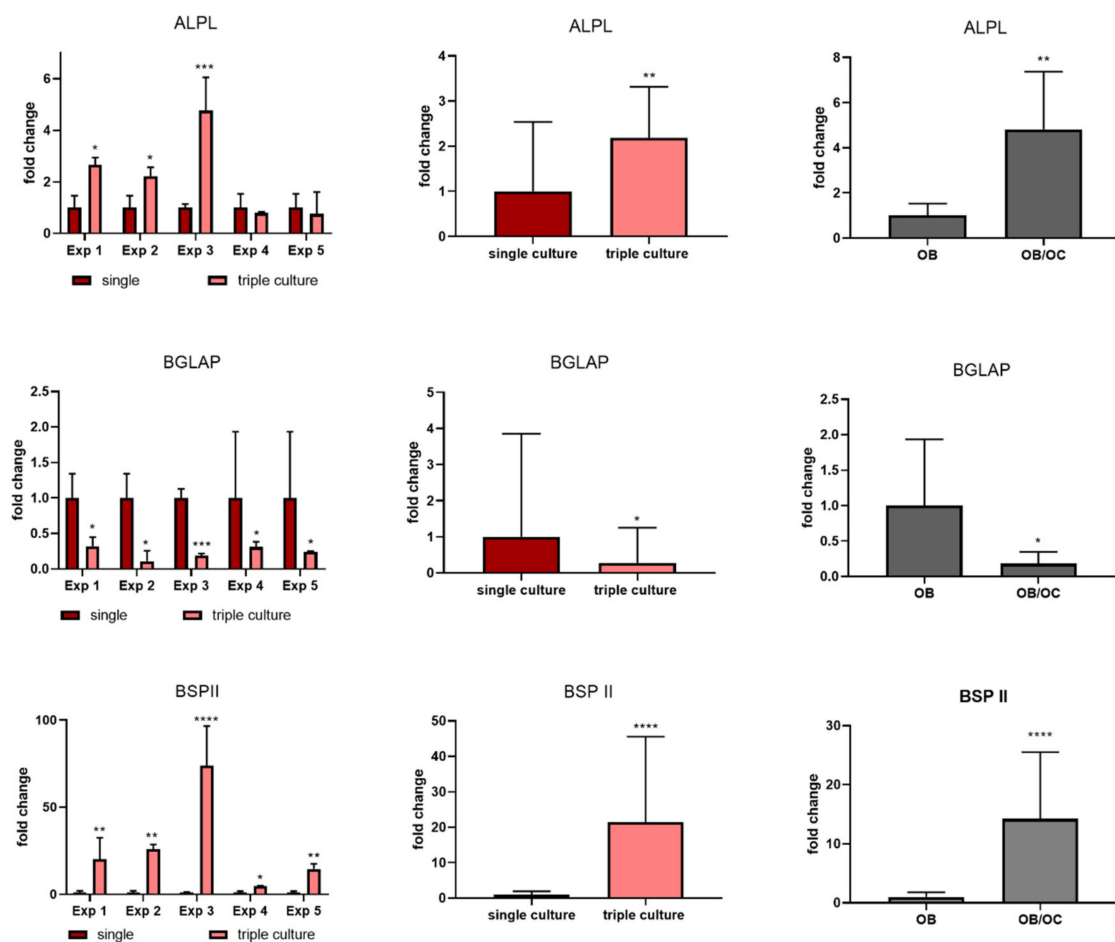 ALPL
fold change
6
4
2
0
***
*
*
Exp 1 Exp 2 Exp 3 Exp 4 Exp 5
single triple culture
ALPL
fold change
4
3
2
1
0
**
single culture triple culture
ALPL
fold change
8
6
4
2
0
**
OB OB/OC
BGLAP
fold change
2.5
2.0
1.5
1.0
0.5
0.0
* * *** * *
Exp 1 Exp 2 Exp 3 Exp 4 Exp 5
single triple culture
BGLAP
fold change
5
4
3
2
1
0
*
single culture triple culture
BGLAP
fold change
2.5
2.0
1.5
1.0
0.5
0.0
*
OB OB/OC
BSPII
fold change
100
50
0
** ** **** * **
Exp 1 Exp 2 Exp 3 Exp 4 Exp 5
single triple culture
BSP II
fold change
50
40
30
20
10
0
****
single culture triple culture
BSP II
fold change
30
20
10
0
****
OB OB/OC